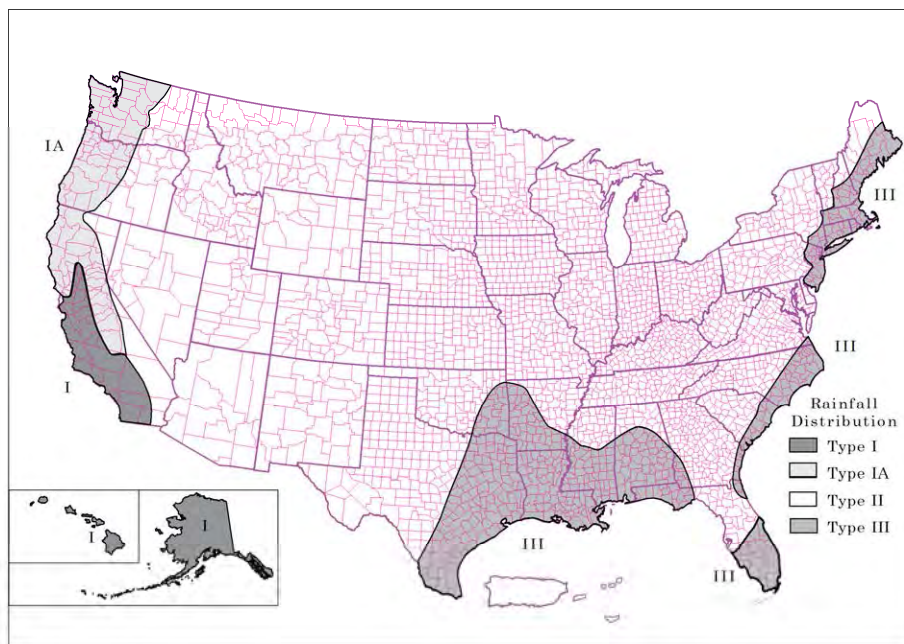 IA
III
III
I
Rainfall
Distribution
Type I
Type IA
Type II
Type III
I
I
III
III